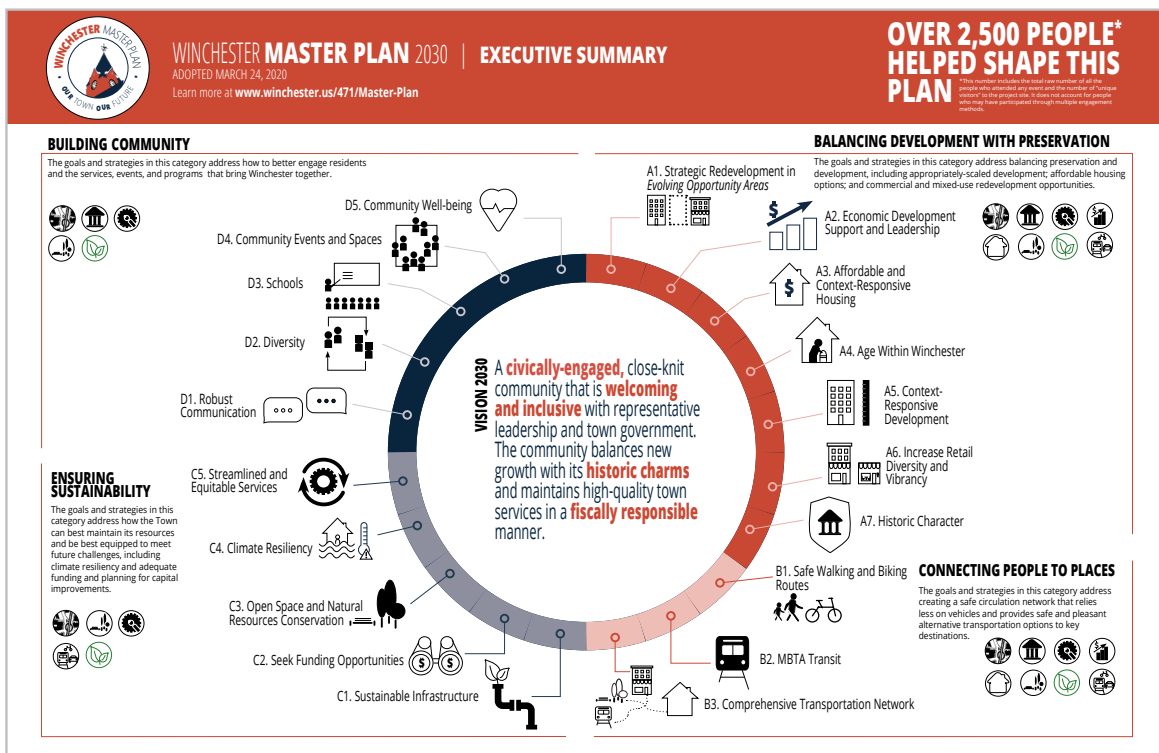 WINCHESTER MASTER PLAN
OUR TOWN OUR FUTURE
WINCHESTER MASTER PLAN 2030 | EXECUTIVE SUMMARY
ADOPTED MARCH 24, 2020
Learn more at www.winchester.us/471/Master-Plan
OVER 2,500 PEOPLE*
HELPED SHAPE THIS
PLAN
*This number includes the total raw number of all the
people who attended any event and the number of "unique
visitors" to the project site. It does not account for people
who may have participated through multiple engagement
methods.
BUILDING COMMUNITY
The goals and strategies in this category address how to better engage residents
and the services, events, and programs that bring Winchester together.
D5. Community Well-being
D4. Community Events and Spaces
D3. Schools
D2. Diversity
D1. Robust
Communication
BALANCING DEVELOPMENT WITH PRESERVATION
The goals and strategies in this category address balancing preservation and
development, including appropriately-scaled development; affordable housing
options; and commercial and mixed-use redevelopment opportunities.
A1. Strategic Redevelopment in
Evolving Opportunity Areas
$
A2. Economic Development
Support and Leadership
A3. Affordable and
Context-Responsive
Housing
$
A4. Age Within Winchester
A5. Context-
Responsive
Development
A6. Increase Retail
Diversity and
Vibrancy
A7. Historic Character
VISION 2030
A civically-engaged, close-knit
community that is welcoming
and inclusive with representative
leadership and town government.
The community balances new
growth with its historic charms
and maintains high-quality town
services in a fiscally responsible
manner.
ENSURING
SUSTAINABILITY
The goals and strategies in this
category address how the Town
can best maintain its resources
and be best equipped to meet
future challenges, including
climate resiliency and adequate
funding and planning for capital
improvements.
C5. Streamlined and
Equitable Services
C4. Climate Resiliency
C3. Open Space and Natural
Resources Conservation
C2. Seek Funding Opportunities
$ $
C1. Sustainable Infrastructure
CONNECTING PEOPLE TO PLACES
The goals and strategies in this category address
creating a safe circulation network that relies
less on vehicles and provides safe and pleasant
alternative transportation options to key
destinations.
B1. Safe Walking and Biking
Routes
B2. MBTA Transit
B3. Comprehensive Transportation Network